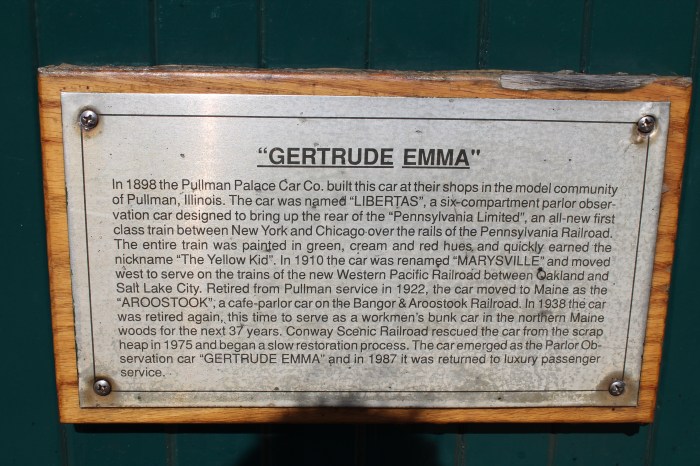 "GERTRUDE EMMA"
In 1898 the Pullman Palace Car Co. built this car at their shops in the model community
of Pullman, Illinois. The car was named "LIBERTAS", a six-compartment parlor obser-
vation car designed to bring up the rear of the "Pennsylvania Limited", an all-new first
class train between New York and Chicago over the rails of the Pennsylvania Railroad.
The entire train was painted in green, cream and red hues and quickly earned the
nickname "The Yellow Kid". In 1910 the car was renamed "MARYSVILLE" and moved
west to serve on the trains of the new Western Pacific Railroad between Oakland and
Salt Lake City. Retired from Pullman service in 1922, the car moved to Maine as the
"AROOSTOOK", a cafe-parlor car on the Bangor & Aroostook Railroad. In 1938 the car
was retired again, this time to serve as a workmen's bunk car in the northern Maine
woods for the next 37 years. Conway Scenic Railroad rescued the car from the scrap
heap in 1975 and began a slow restoration process. The car emerged as the Parlor Ob-
servation car "GERTRUDE EMMA" and in 1987 it was returned to luxury passenger
service.